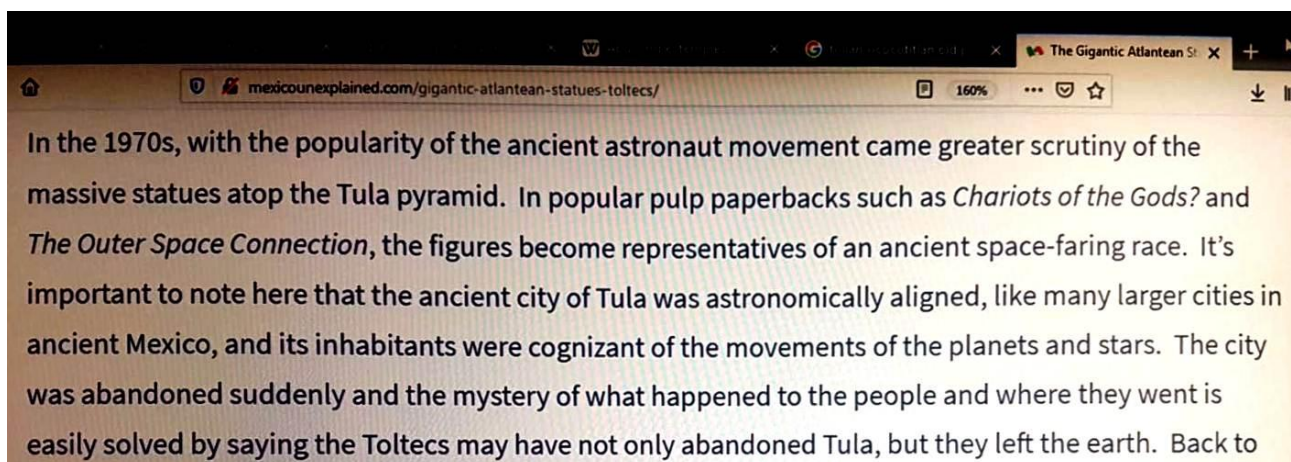 The Gigantic Atlantean St
mexicounexplained.com/gigantic-atlantean-statues-toltecs/
160%
In the 1970s, with the popularity of the ancient astronaut movement came greater scrutiny of the
massive statues atop the Tula pyramid. In popular pulp paperbacks such as Chariots of the Gods? and
The Outer Space Connection, the figures become representatives of an ancient space-faring race. It's
important to note here that the ancient city of Tula was astronomically aligned, like many larger cities in
ancient Mexico, and its inhabitants were cognizant of the movements of the planets and stars. The city
was abandoned suddenly and the mystery of what happened to the people and where they went is
easily solved by saying the Toltecs may have not only abandoned Tula, but they left the earth. Back to